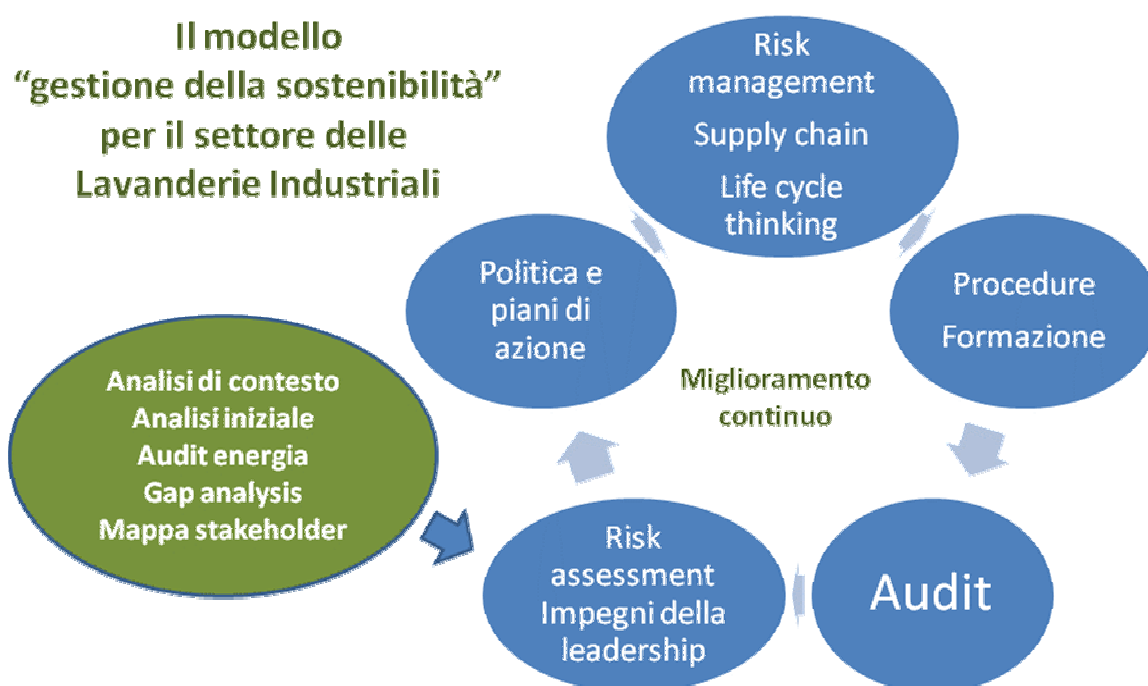 Il modello
“gestione della sostenibilità”
per il settore delle
Lavanderie Industriali
Risk
management
Supply chain
Life cycle
thinking
Politica e
piani di
azione
Procedure
Formazione
Miglioramento
continuo
Analisi di contesto
Analisi iniziale
Audit energia
Gap analysis
Mappa stakeholder
Risk
assessment
Impegni della
leadership
Audit